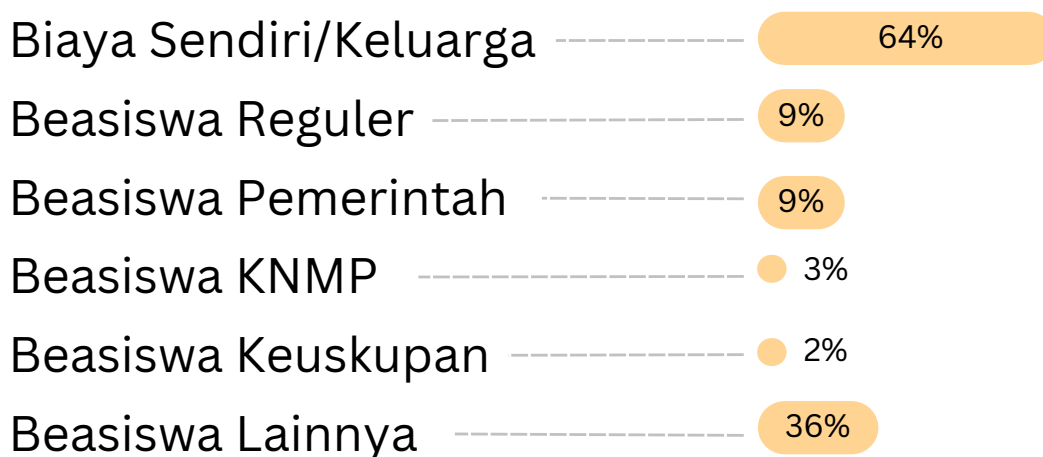 Biaya Sendiri/Keluarga 64%
Beasiswa Reguler 9%
Beasiswa Pemerintah 9%
Beasiswa KNMP 3%
Beasiswa Keuskupan 2%
Beasiswa Lainnya 36%